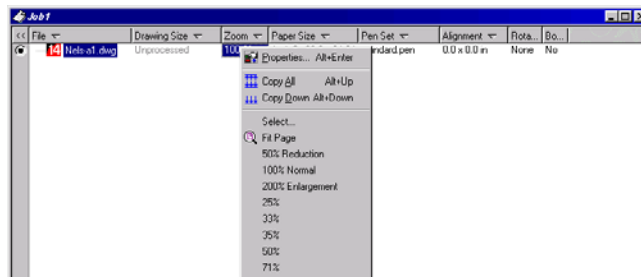 Job1
<< File Drawing Size Zoom Paper Size Pen Set Alignment Rota... Bo...
14 Nels-a1.dwg Unprocessed 100 ndard.pen 0.0 x 0.0 in None No
Properties... Alt+Enter
Copy All Alt+Up
Copy Down Alt+Down
Select...
Fit Page
50% Reduction
100% Normal
200% Enlargement
25%
33%
35%
50%
71%